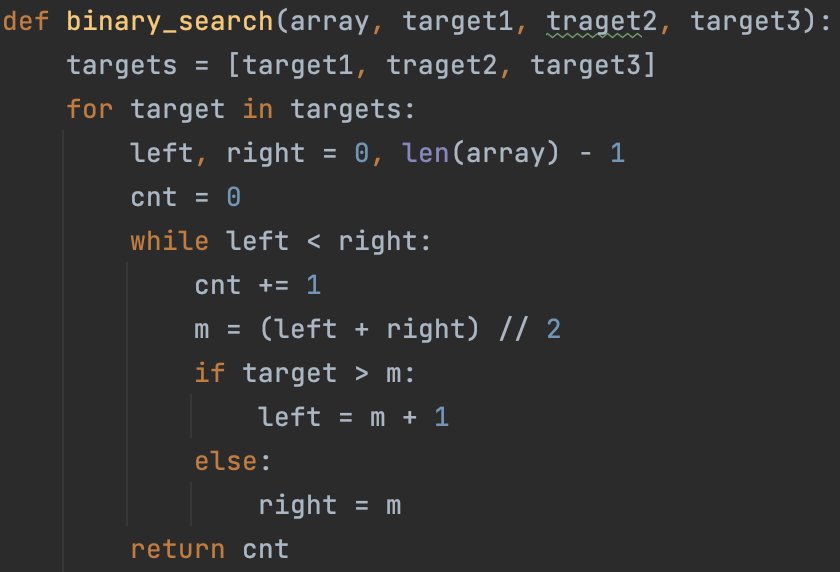 def binary_search(array, target1, traget2, target3):
    targets = [target1, traget2, target3]
    for target in targets:
        left, right = 0, len(array) - 1
        cnt = 0
        while left < right:
            cnt += 1
            m = (left + right) // 2
            if target > m:
                left = m + 1
            else:
                right = m
        return cnt